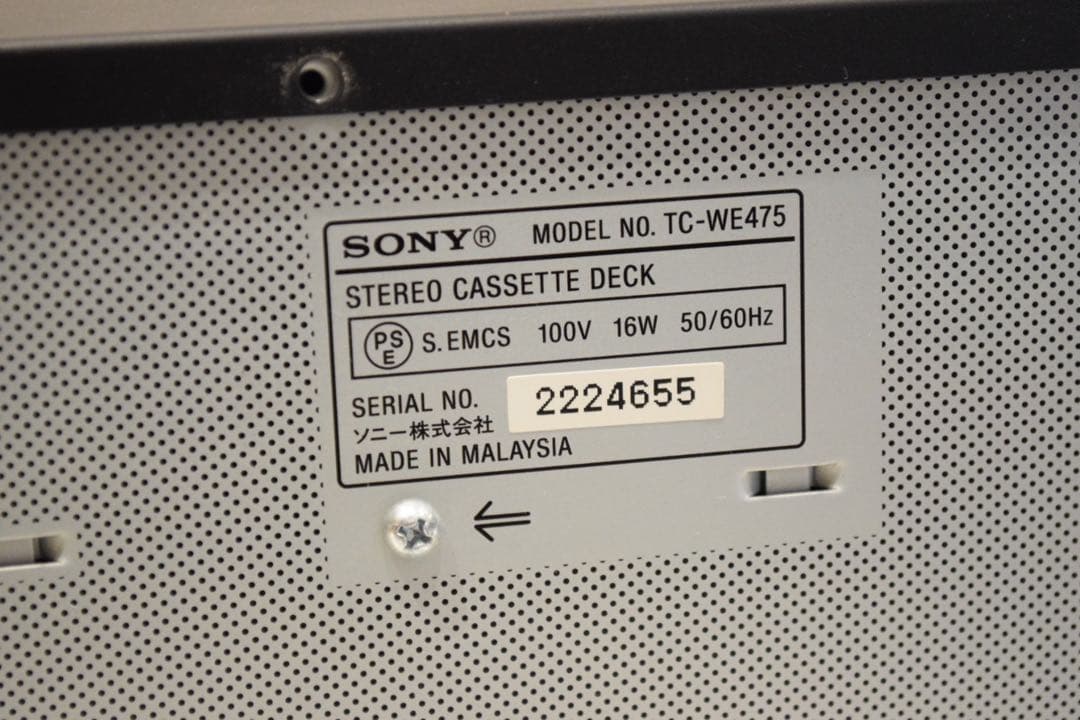 SONY® MODEL NO. TC-WE475
STEREO CASSETTE DECK
PSE S.EMCS 100V 16W 50/60Hz
SERIAL NO. 2224655
ソニー株式会社
MADE IN MALAYSIA